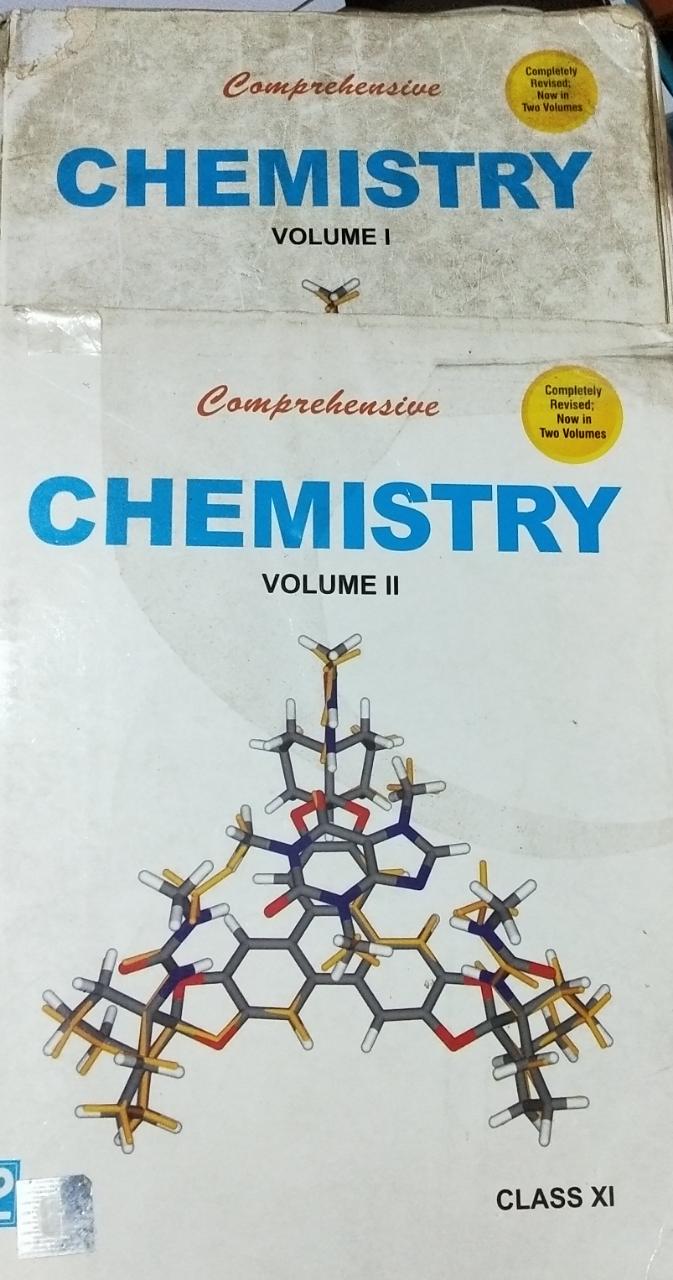 Comprehensive
Completely
Revised;
Now in
Two Volumes
CHEMISTRY
VOLUME I
Comprehensive
Completely
Revised;
Now in
Two Volumes
CHEMISTRY
VOLUME II
CLASS XI